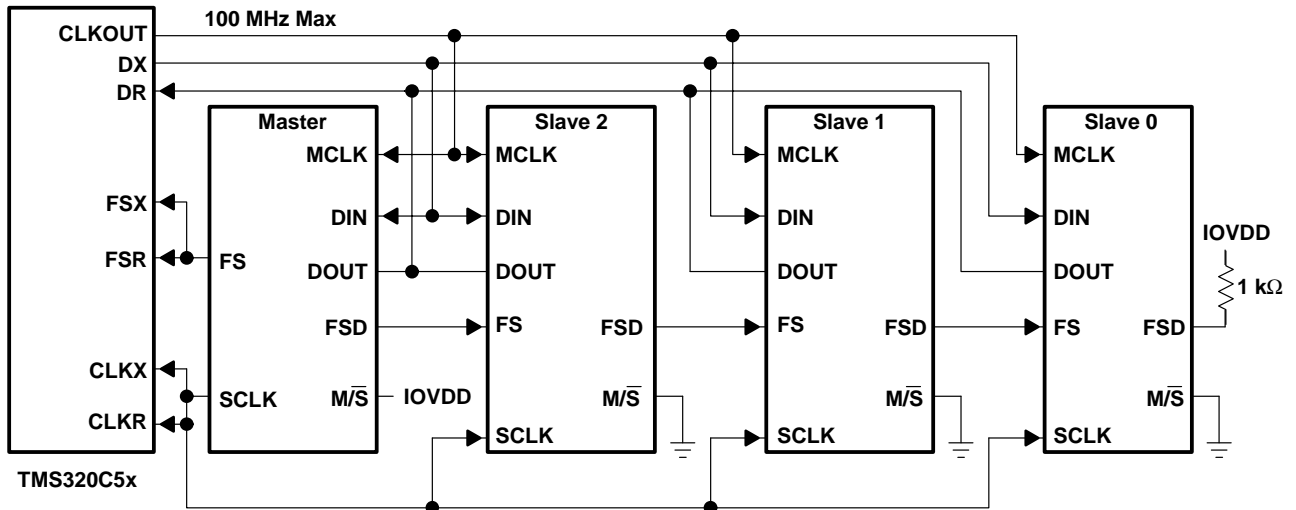 100 MHz Max
CLKOUT
DX
DR
FSX
FSR
CLKX
CLKR
TMS320C5x
Master
MCLK
DIN
DOUT
FSD
M/S̅
FS
SCLK
IOVDD
Slave 2
MCLK
DIN
DOUT
FS
FSD
M/S̅
SCLK
Slave 1
MCLK
DIN
DOUT
FS
FSD
M/S̅
SCLK
Slave 0
MCLK
DIN
DOUT
FS
FSD
M/S̅
SCLK
IOVDD
1 kΩ